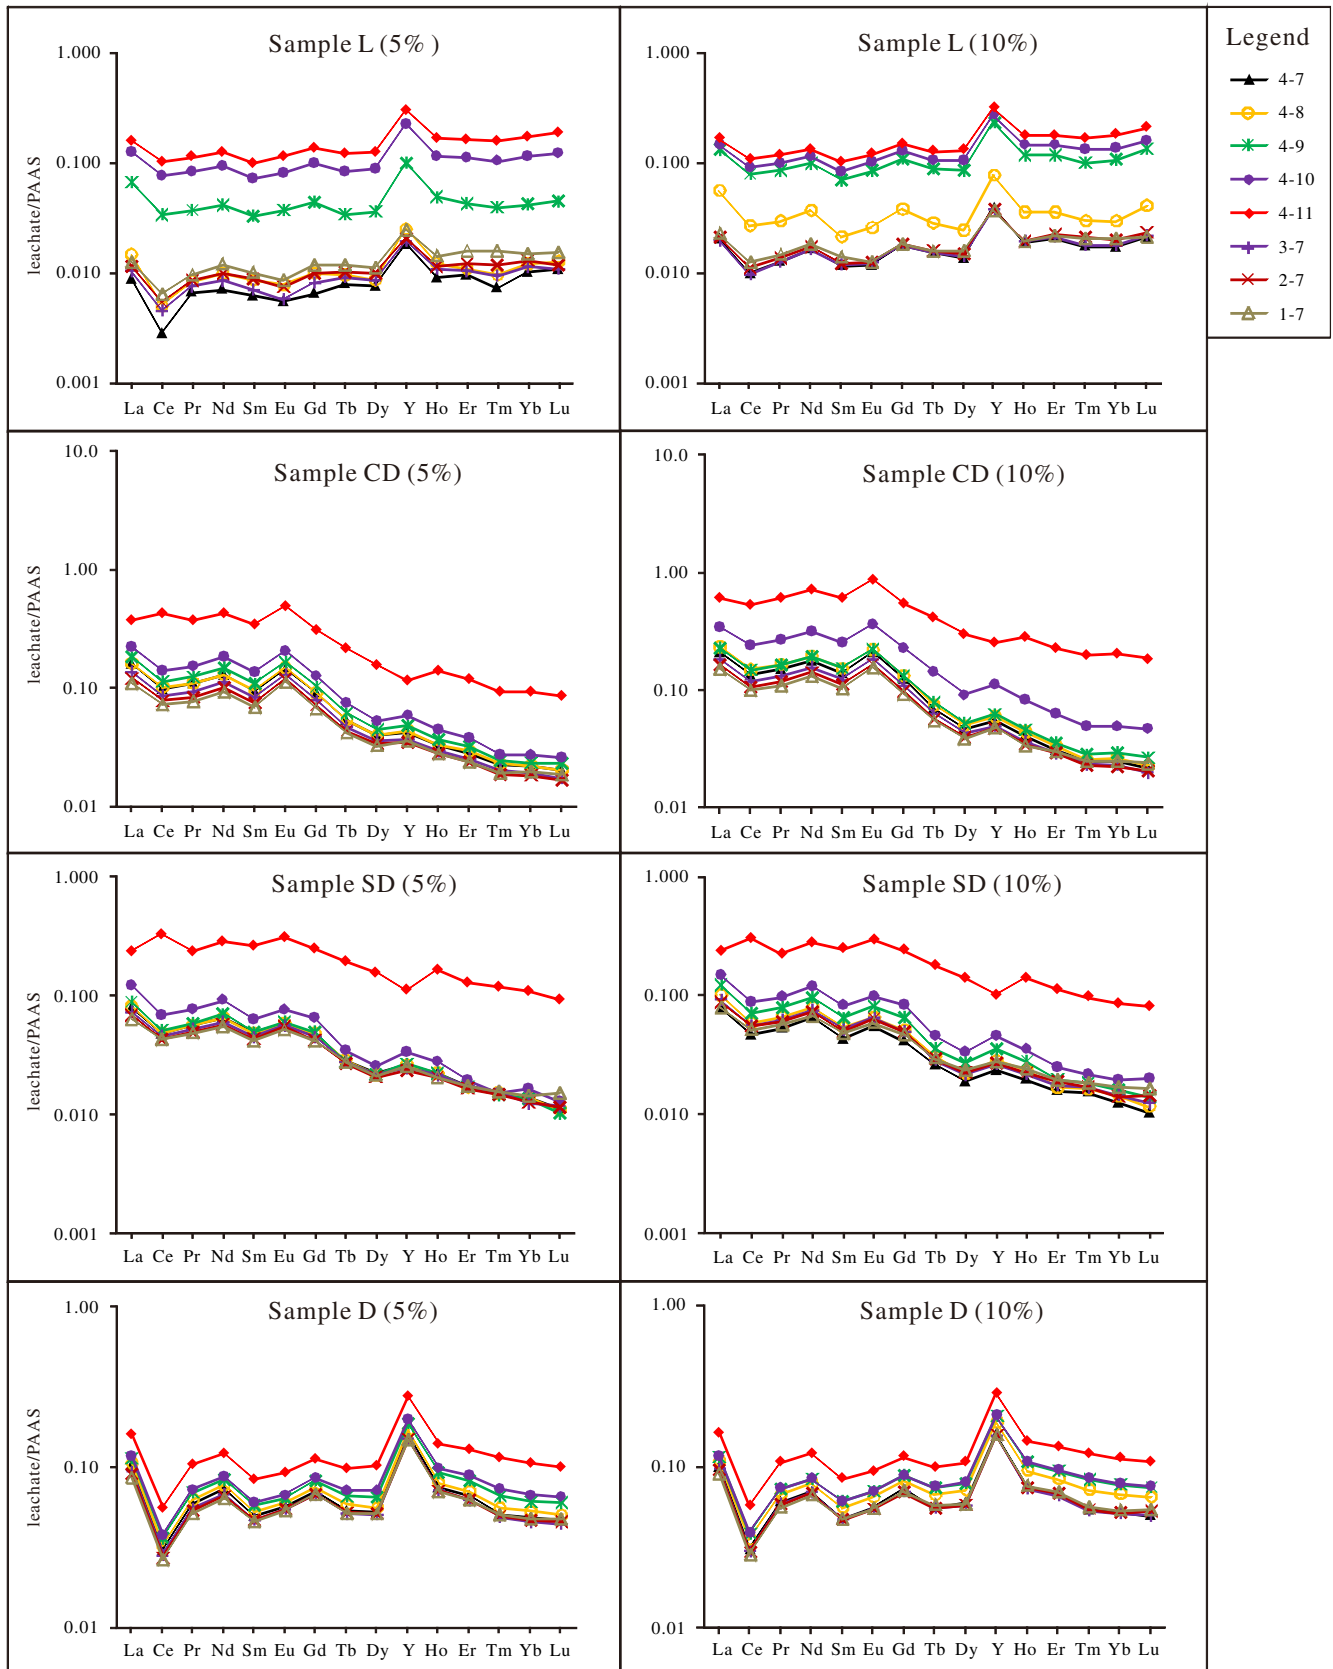 Sample L (5% )
leachate/PAAS
1.000
0.100
0.010
0.001
La Ce Pr Nd Sm Eu Gd Tb Dy Y Ho Er Tm Yb Lu
Sample L (10%)
1.000
0.100
0.010
0.001
La Ce Pr Nd Sm Eu Gd Tb Dy Y Ho Er Tm Yb Lu
Legend
4-7
4-8
4-9
4-10
4-11
3-7
2-7
1-7
Sample CD (5%)
leachate/PAAS
10.0
1.00
0.10
0.01
La Ce Pr Nd Sm Eu Gd Tb Dy Y Ho Er Tm Yb Lu
Sample CD (10%)
10.0
1.00
0.10
0.01
La Ce Pr Nd Sm Eu Gd Tb Dy Y Ho Er Tm Yb Lu
Sample SD (5%)
leachate/PAAS
1.000
0.100
0.010
0.001
La Ce Pr Nd Sm Eu Gd Tb Dy Y Ho Er Tm Yb Lu
Sample SD (10%)
1.000
0.100
0.010
0.001
La Ce Pr Nd Sm Eu Gd Tb Dy Y Ho Er Tm Yb Lu
Sample D (5%)
leachate/PAAS
1.00
0.10
0.01
La Ce Pr Nd Sm Eu Gd Tb Dy Y Ho Er Tm Yb Lu
Sample D (10%)
1.00
0.10
0.01
La Ce Pr Nd Sm Eu Gd Tb Dy Y Ho Er Tm Yb Lu